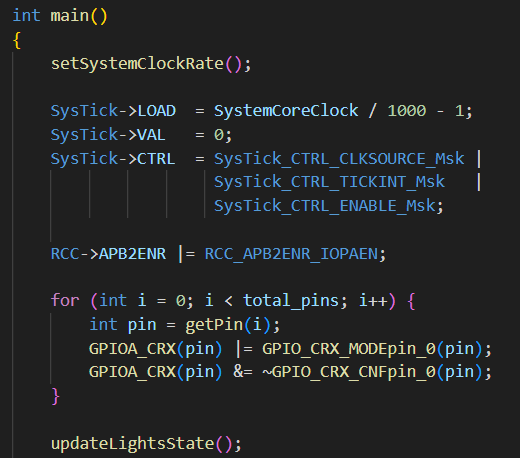 int main()
{
    setSystemClockRate();

    SysTick->LOAD  = SystemCoreClock / 1000 - 1;
    SysTick->VAL   = 0;
    SysTick->CTRL  = SysTick_CTRL_CLKSOURCE_Msk |
                     SysTick_CTRL_TICKINT_Msk   |
                     SysTick_CTRL_ENABLE_Msk;

    RCC->APB2ENR |= RCC_APB2ENR_IOPAEN;

    for (int i = 0; i < total_pins; i++) {
        int pin = getPin(i);
        GPIOA_CRX(pin) |= GPIO_CRX_MODEpin_0(pin);
        GPIOA_CRX(pin) &= ~GPIO_CRX_CNFpin_0(pin);
    }

    updateLightsState();